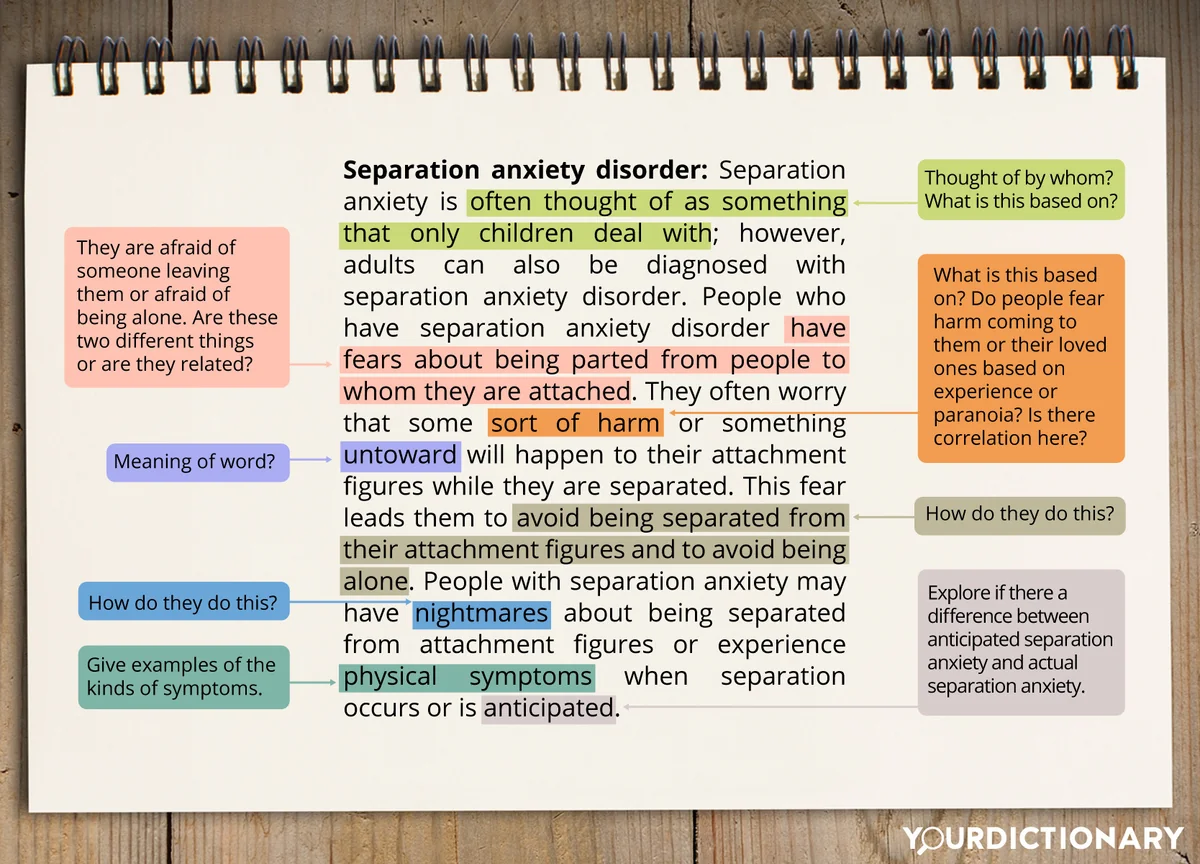 Separation anxiety disorder: Separation
anxiety is often thought of as something
that only children deal with; however,
adults can also be diagnosed with
separation anxiety disorder. People who
have separation anxiety disorder have
fears about being parted from people to
whom they are attached. They often worry
that some sort of harm or something
untoward will happen to their attachment
figures while they are separated. This fear
leads them to avoid being separated from
their attachment figures and to avoid being
alone. People with separation anxiety may
have nightmares about being separated
from attachment figures or experience
physical symptoms when separation
occurs or is anticipated.
They are afraid of
someone leaving
them or afraid of
being alone. Are these
two different things
or are they related?
Meaning of word?
How do they do this?
Give examples of the
kinds of symptoms.
Thought of by whom?
What is this based on?
What is this based
on? Do people fear
harm coming to
them or their loved
ones based on
experience or
paranoia? Is there
correlation here?
How do they do this?
Explore if there a
difference between
anticipated separation
anxiety and actual
separation anxiety.
YOURDICTIONARY